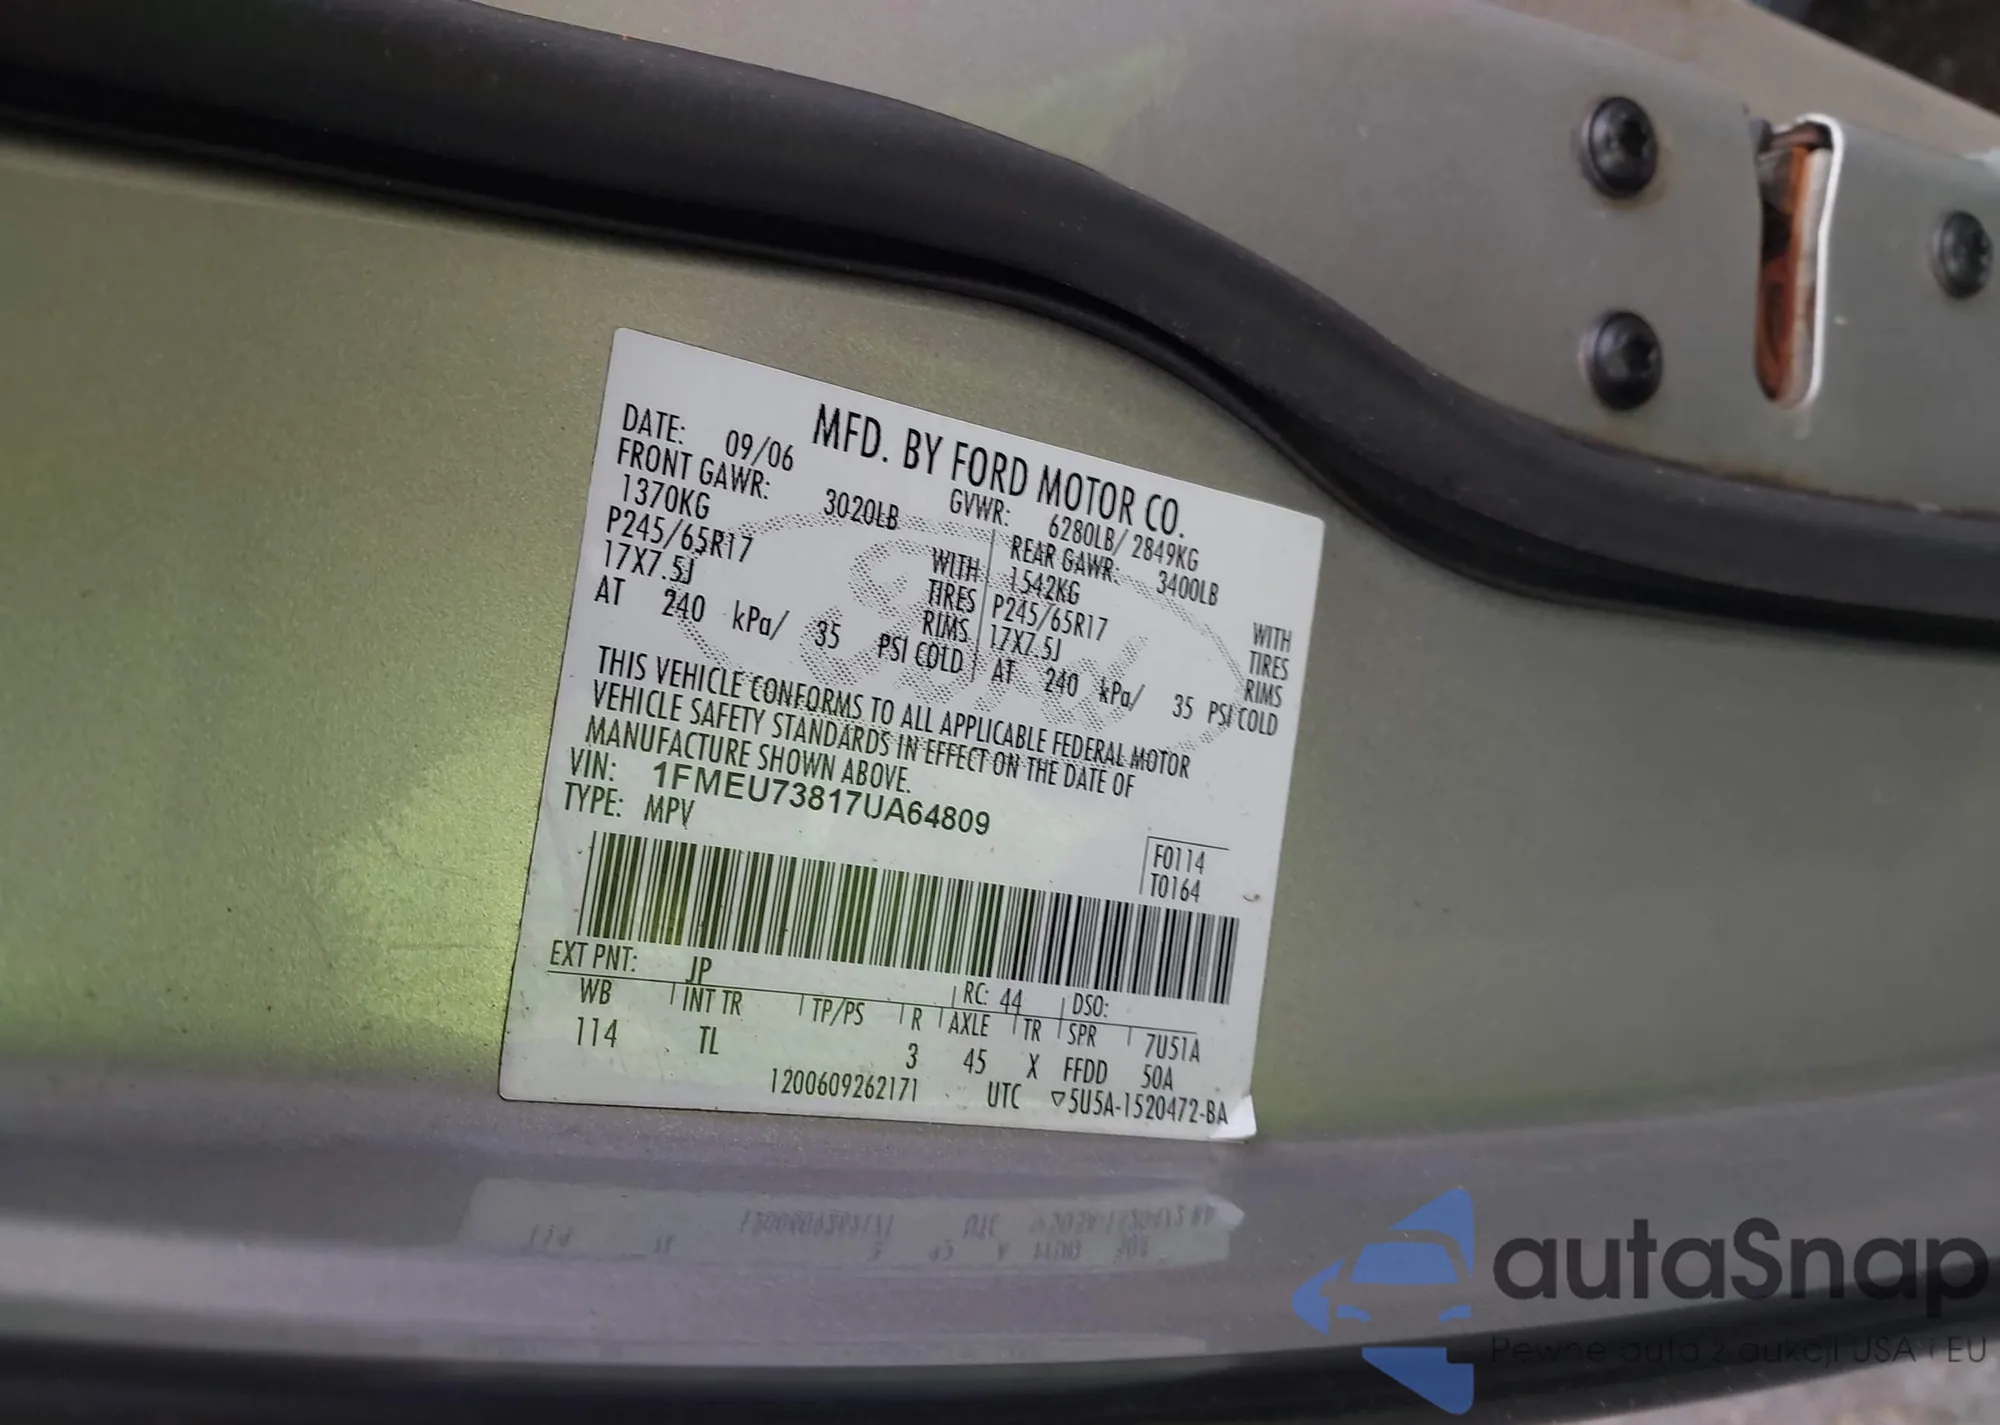 MFD. BY FORD MOTOR CO.
DATE: 09/06 GVWR: 6280LB/ 2849KG
FRONT GAWR: 3020LB REAR GAWR: 3400LB
1370KG WITH 1542KG WITH
P245/65R17 TIRES P245/65R17 TIRES
17X7.5J RIMS 17X7.5J RIMS
AT 240 kPa/ 35 PSI COLD AT 240 kPa/ 35 PSI COLD
THIS VEHICLE CONFORMS TO ALL APPLICABLE FEDERAL MOTOR
VEHICLE SAFETY STANDARDS IN EFFECT ON THE DATE OF
MANUFACTURE SHOWN ABOVE.
VIN: 1FMEU73817UA64809
TYPE: MPV
F0114
T0164
EXT PNT: JP RC: 44 DSO:
WB INT TR TP/PS R AXLE TR SPR 7U51A
114 TL 3 45 X FFDD 50A
1200609262171 UTC ▽5U5A-1520472-BA
autaSnap
Pewne auta z aukcji USA i EU